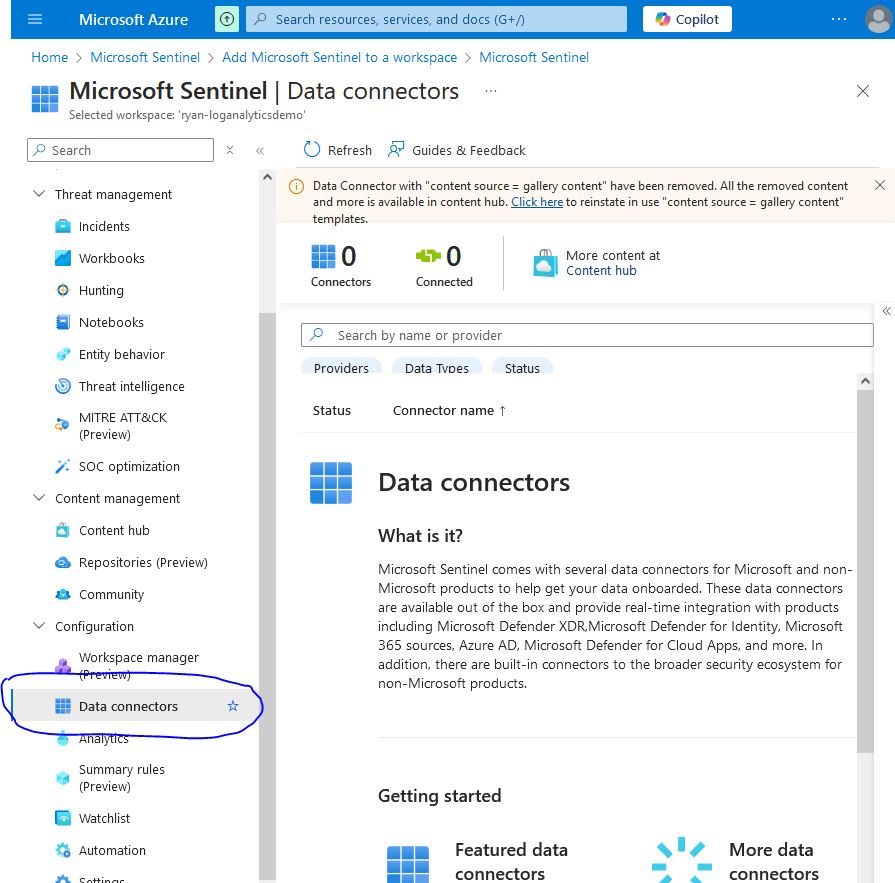 Microsoft Azure
Search resources, services, and docs (G+/)
Copilot
...
Home > Microsoft Sentinel > Add Microsoft Sentinel to a workspace > Microsoft Sentinel
Microsoft Sentinel | Data connectors ...
Selected workspace: 'ryan-loganalyticsdemo'
Search
Refresh
Guides & Feedback
Threat management
Incidents
Workbooks
Hunting
Notebooks
Entity behavior
Threat intelligence
MITRE ATT&CK
(Preview)
SOC optimization
Content management
Content hub
Repositories (Preview)
Community
Configuration
Workspace manager
(Preview)
Data connectors
Analytics
Summary rules
(Preview)
Watchlist
Automation
Settings
Data Connector with "content source = gallery content" have been removed. All the removed content
and more is available in content hub. Click here to reinstate in use "content source = gallery content"
templates.
0
Connectors
0
Connected
More content at
Content hub
Search by name or provider
Providers
Data Types
Status
Status
Connector name ↑
Data connectors
What is it?
Microsoft Sentinel comes with several data connectors for Microsoft and non-
Microsoft products to help get your data onboarded. These data connectors
are available out of the box and provide real-time integration with products
including Microsoft Defender XDR,Microsoft Defender for Identity, Microsoft
365 sources, Azure AD, Microsoft Defender for Cloud Apps, and more. In
addition, there are built-in connectors to the broader security ecosystem for
non-Microsoft products.
Getting started
Featured data
connectors
More data
connectors